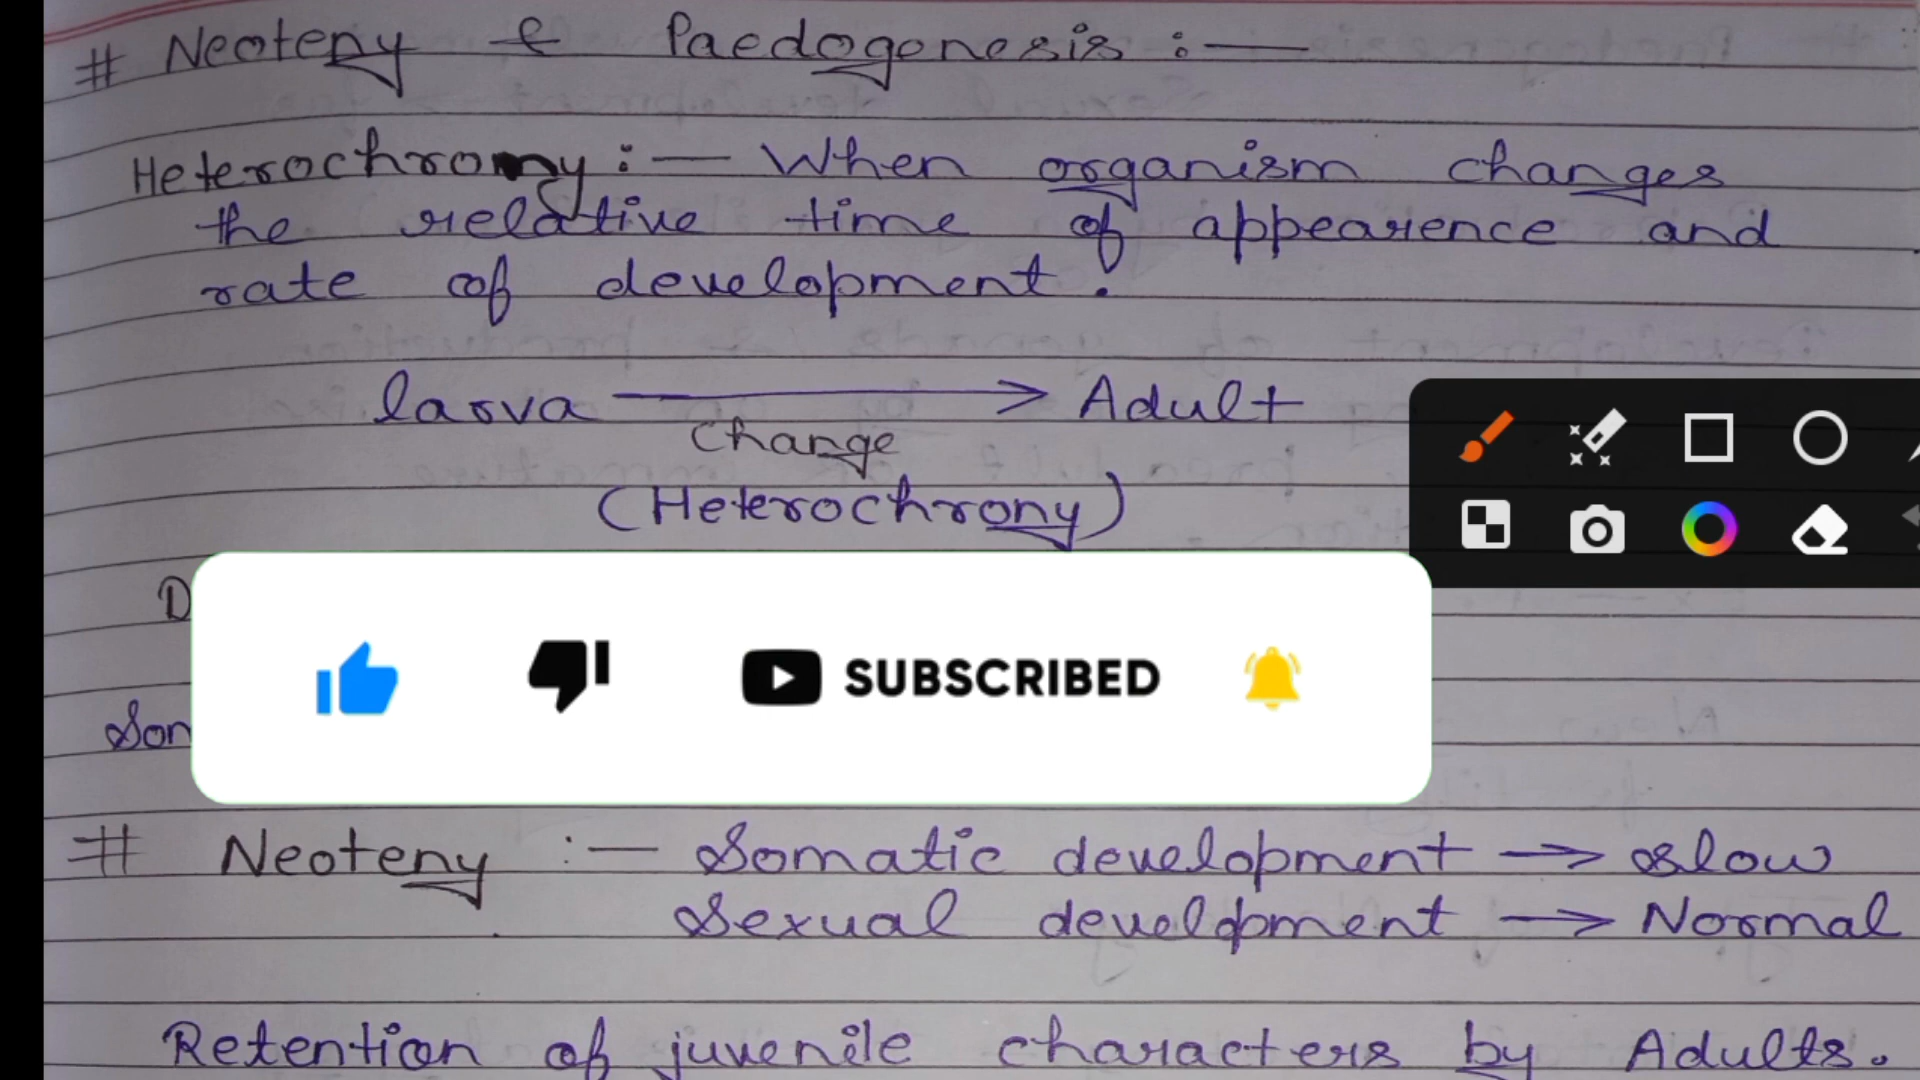 # Neoteny & Paedogenesis :—
Heterochrony :— When organism changes
the relative time of appearence and
rate of development.
larva → Adult
Change
(Heterochrony)
SUBSCRIBED
# Neoteny :— Somatic development → slow
Sexual development → Normal
Retention of juvenile characters by Adults.